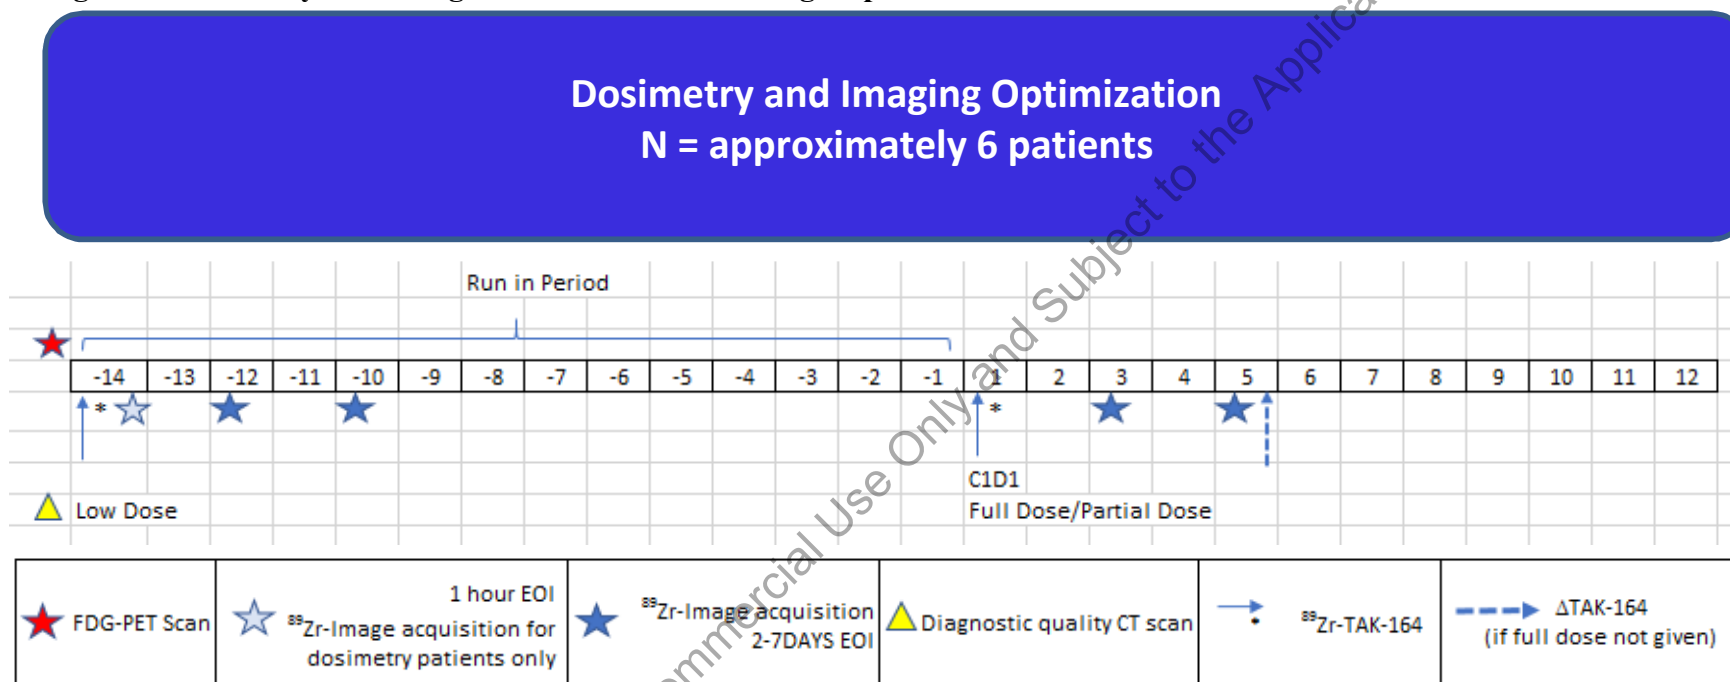 Dosimetry and Imaging Optimization
N = approximately 6 patients
Run in Period
-14 -13 -12 -11 -10 -9 -8 -7 -6 -5 -4 -3 -2 -1 1 2 3 4 5 6 7 8 9 10 11 12
* *
C1D1
Low Dose Full Dose/Partial Dose
FDG-PET Scan
1 hour EOI
⁸⁹Zr-Image acquisition for
dosimetry patients only
⁸⁹Zr-Image acquisition
2-7DAYS EOI
Diagnostic quality CT scan
* ⁸⁹Zr-TAK-164
ΔTAK-164
(if full dose not given)
Commercial Use Only and Subject to the Applica